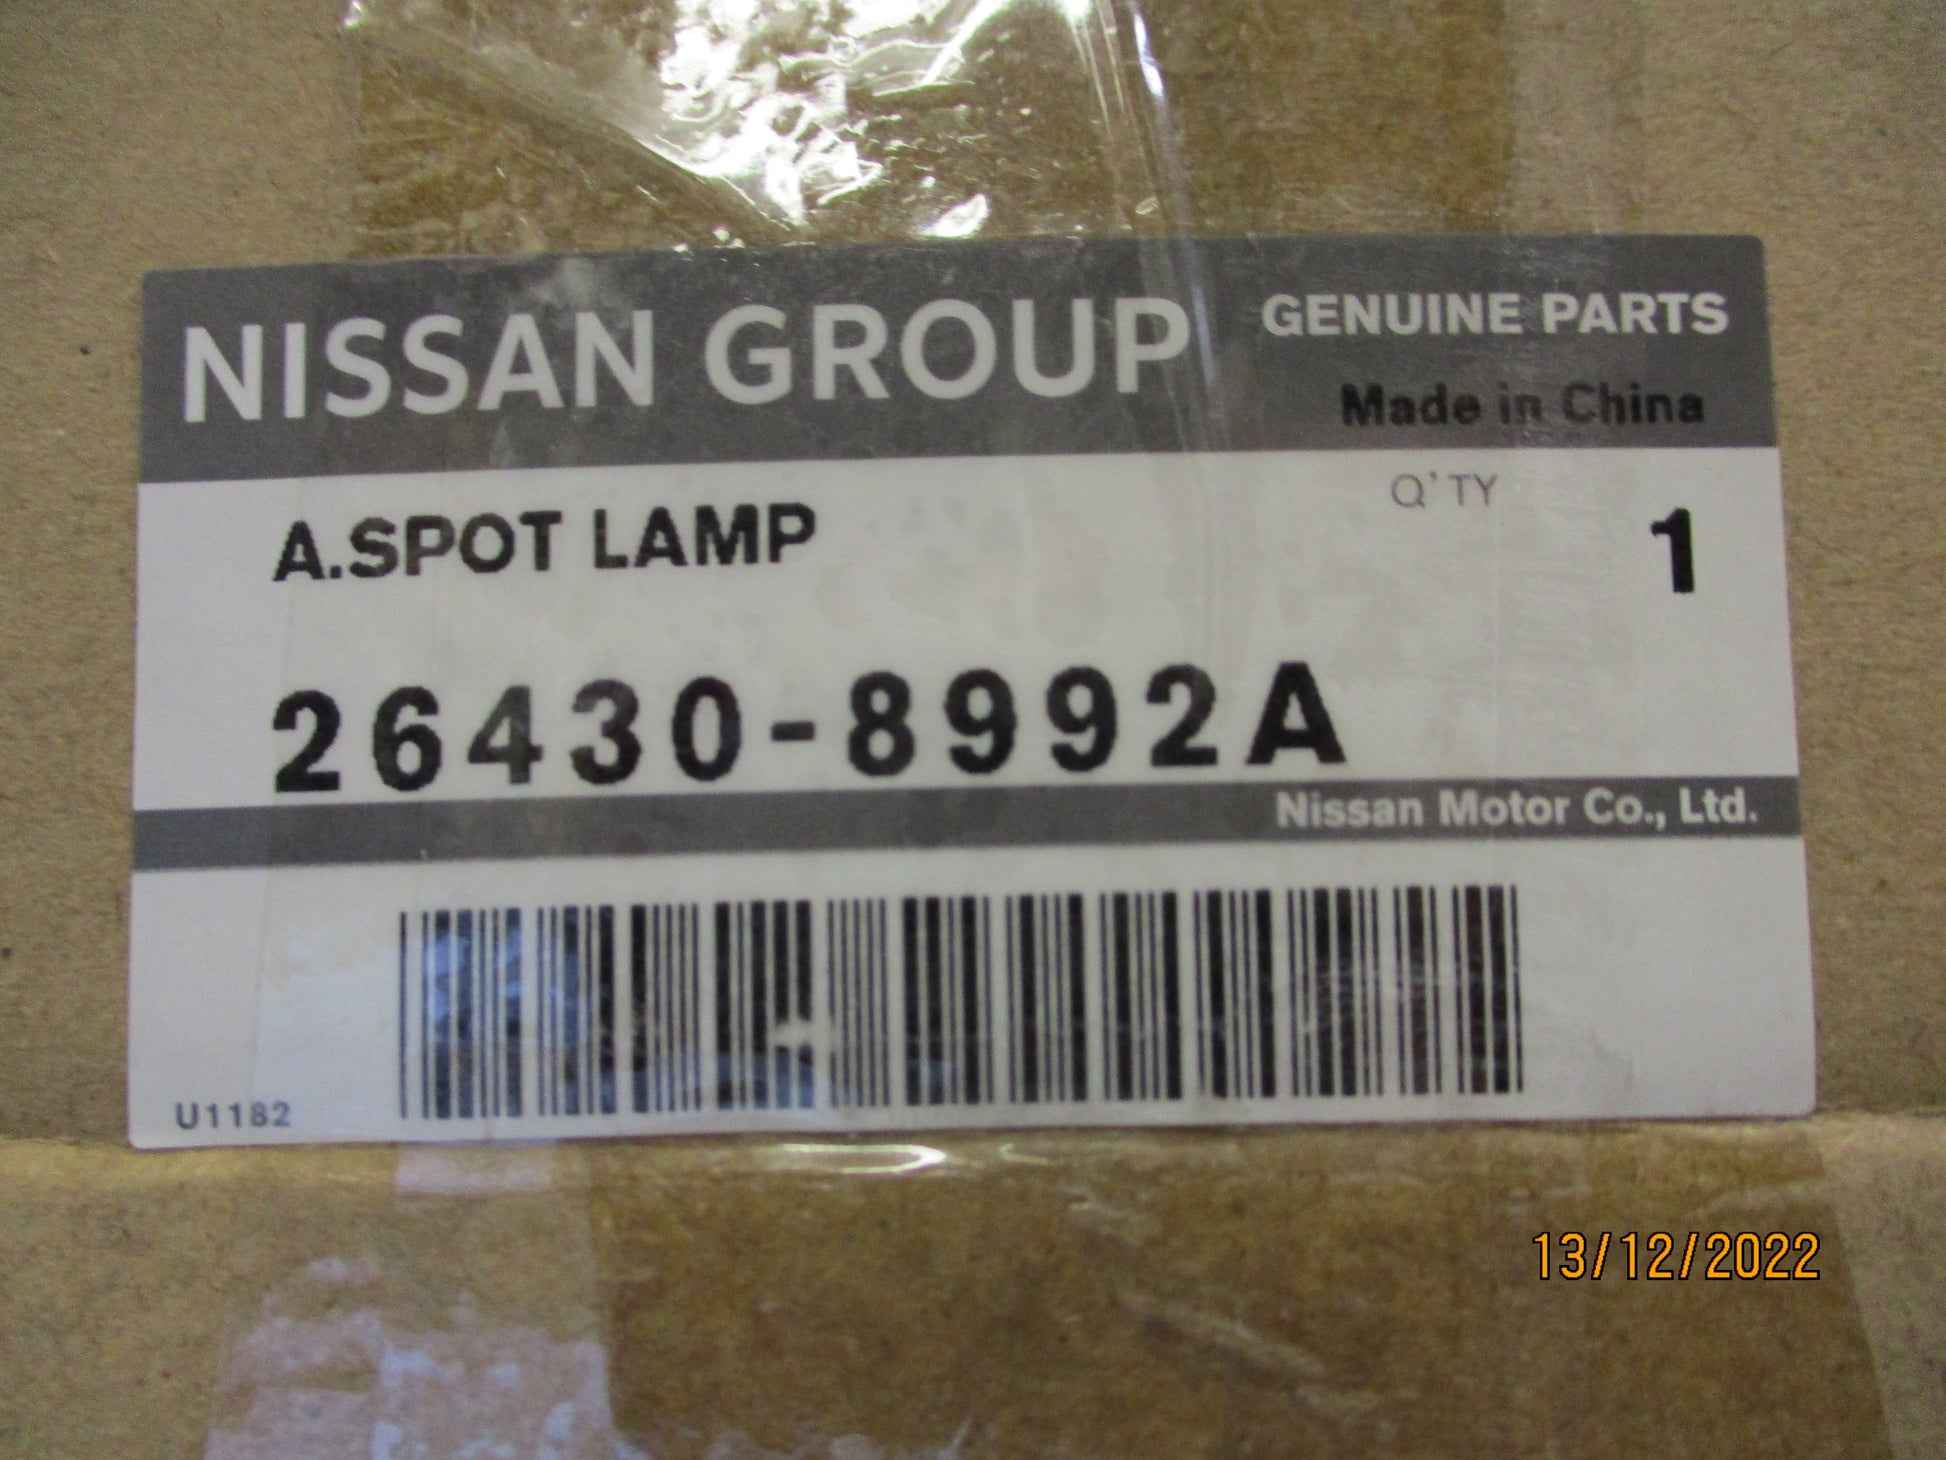 NISSAN GROUP GENUINE PARTS
Made in China
Q'TY
A.SPOT LAMP 1
26430-8992A
Nissan Motor Co., Ltd.
U1182
13/12/2022